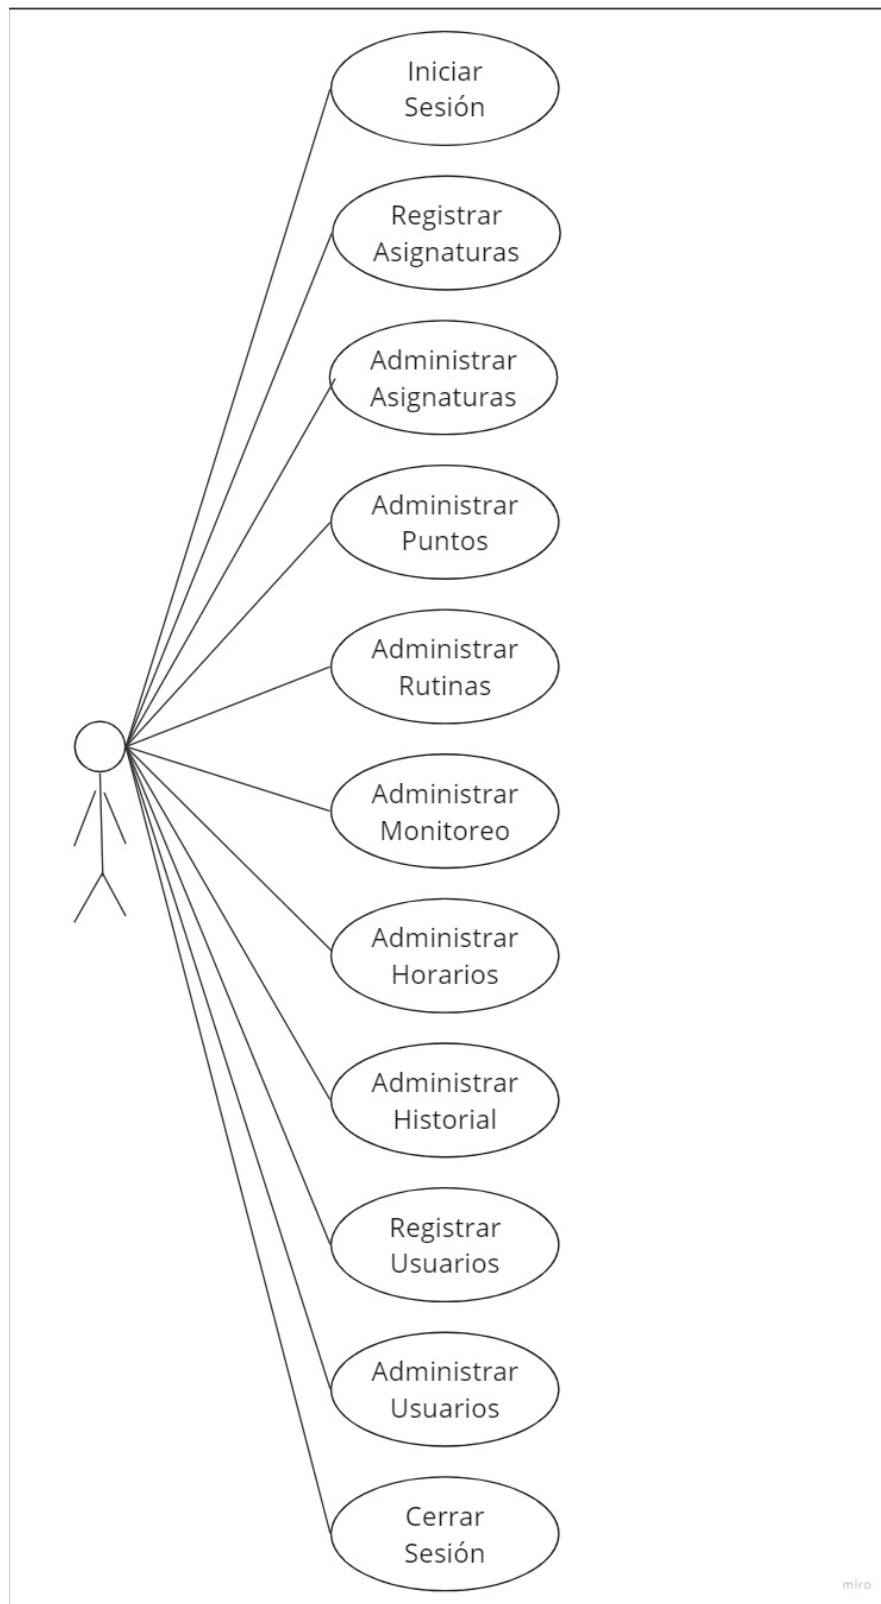 Iniciar
Sesión
Registrar
Asignaturas
Administrar
Asignaturas
Administrar
Puntos
Administrar
Rutinas
Administrar
Monitoreo
Administrar
Horarios
Administrar
Historial
Registrar
Usuarios
Administrar
Usuarios
Cerrar
Sesión
miro